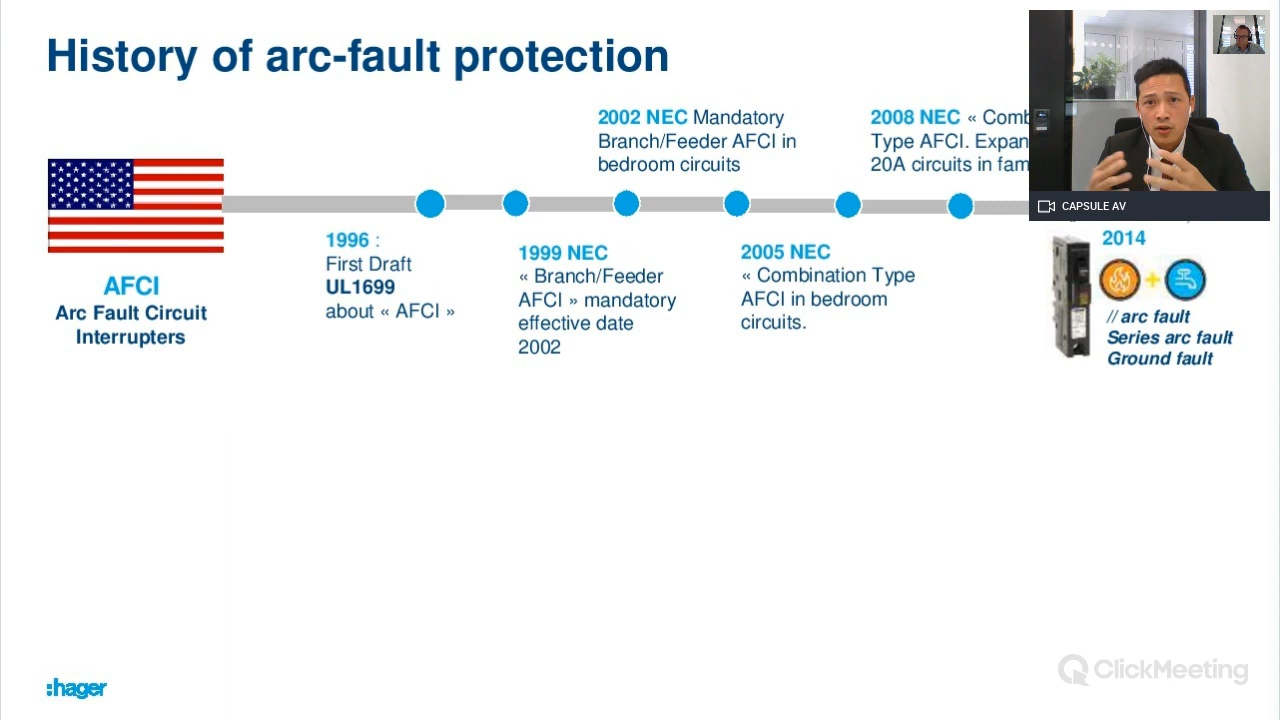 History of arc-fault protection
2002 NEC Mandatory
Branch/Feeder AFCI in
bedroom circuits
2008 NEC « Comb
Type AFCI. Expan
20A circuits in fam
CAPSULE AV
AFCI
Arc Fault Circuit
Interrupters
1996 :
First Draft
UL1699
about « AFCI »
1999 NEC
« Branch/Feeder
AFCI » mandatory
effective date
2002
2005 NEC
« Combination Type
AFCI in bedroom
circuits.
2014
+
// arc fault
Series arc fault
Ground fault
:hager
ClickMeeting